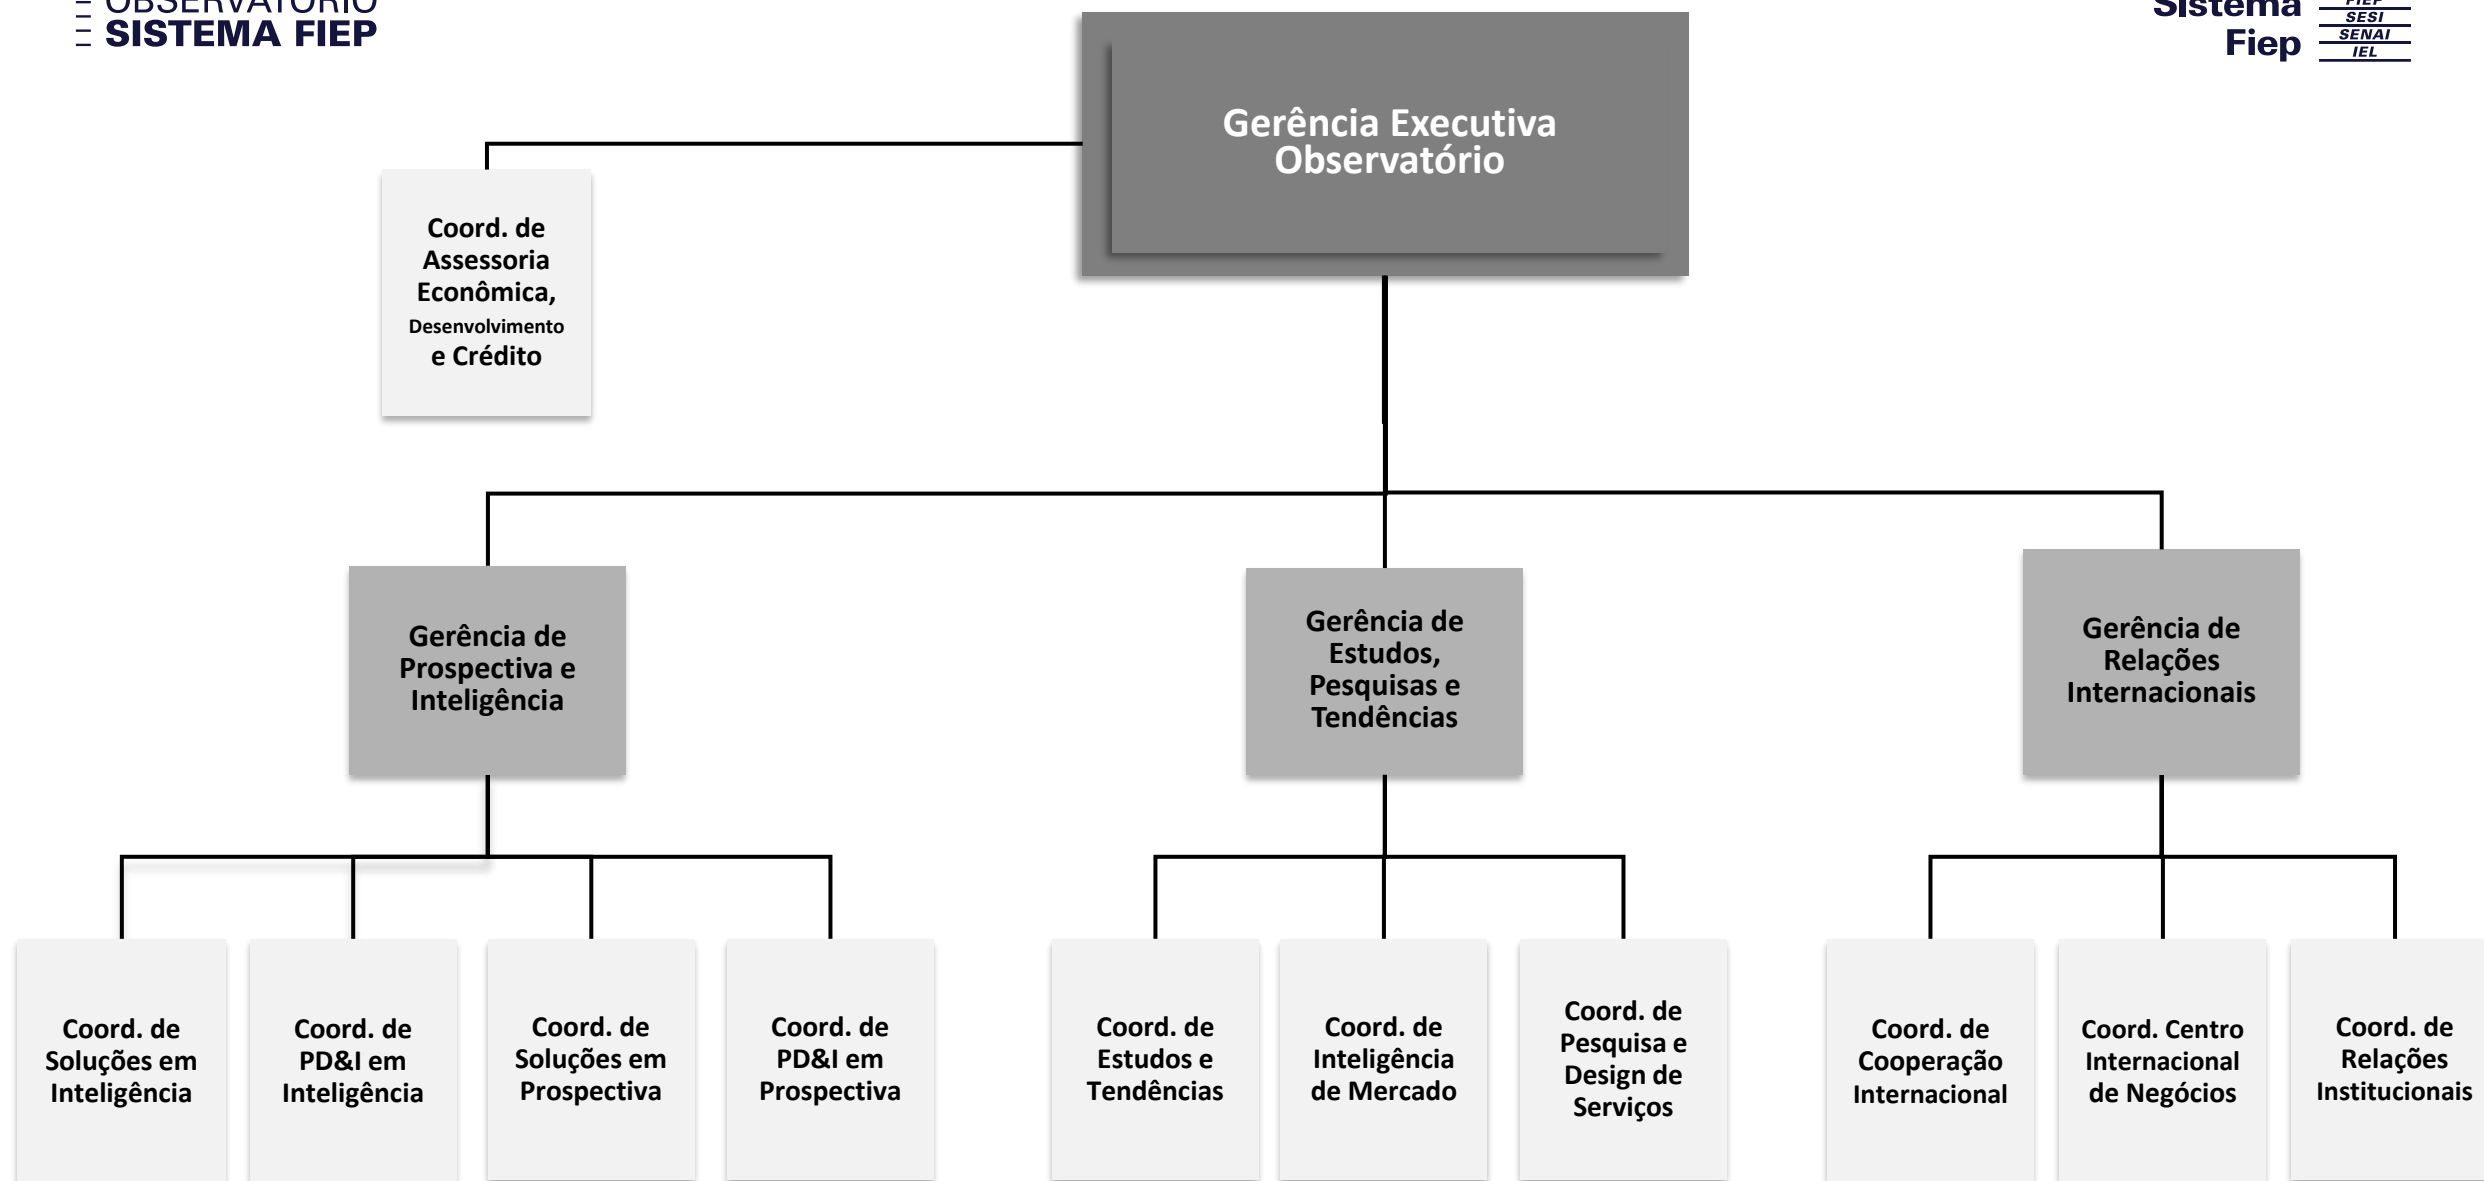 OBSERVATÓRIO
SISTEMA FIEP
Sistema
Fiep
FIEP
SESI
SENAI
IEL
Gerência Executiva
Observatório
Coord. de
Assessoria
Econômica,
Desenvolvimento
e Crédito
Gerência de
Prospectiva e
Inteligência
Gerência de
Estudos,
Pesquisas e
Tendências
Gerência de
Relações
Internacionais
Coord. de
Soluções em
Inteligência
Coord. de
PD&I em
Inteligência
Coord. de
Soluções em
Prospectiva
Coord. de
PD&I em
Prospectiva
Coord. de
Estudos e
Tendências
Coord. de
Inteligência
de Mercado
Coord. de
Pesquisa e
Design de
Serviços
Coord. de
Cooperação
Internacional
Coord. Centro
Internacional
de Negócios
Coord. de
Relações
Institucionais